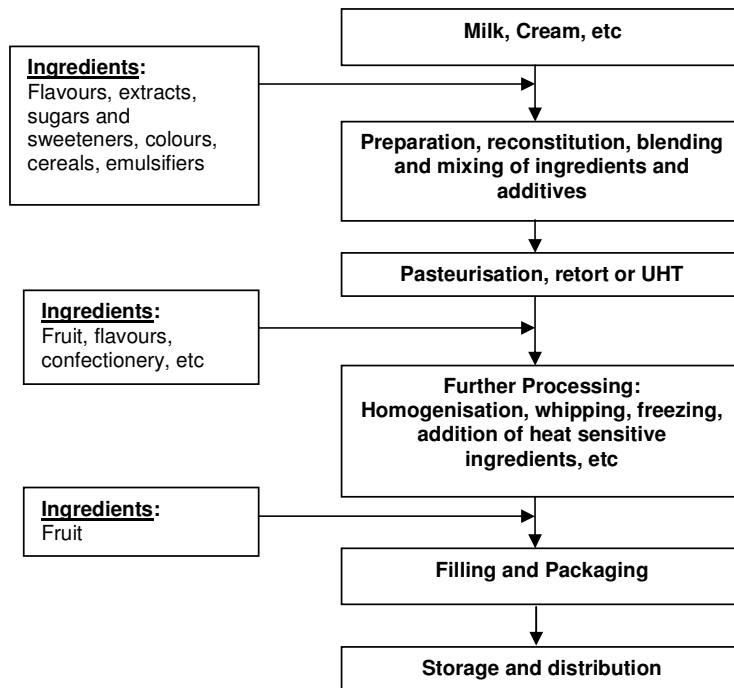 Milk, Cream, etc
Ingredients:
Flavours, extracts,
sugars and
sweeteners, colours,
cereals, emulsifiers
Preparation, reconstitution, blending
and mixing of ingredients and
additives
Pasteurisation, retort or UHT
Ingredients:
Fruit, flavours,
confectionery, etc
Further Processing:
Homogenisation, whipping, freezing,
addition of heat sensitive
ingredients, etc
Ingredients:
Fruit
Filling and Packaging
Storage and distribution